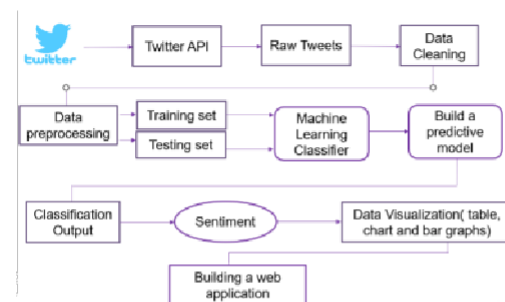 twitter
Twitter API
Raw Tweets
Data
Cleaning
Data
preprocessing
Training set
Testing set
Machine
Learning
Classifier
Build a
predictive
model
Classification
Output
Sentiment
Data Visualization( table,
chart and bar graphs)
Building a web
application